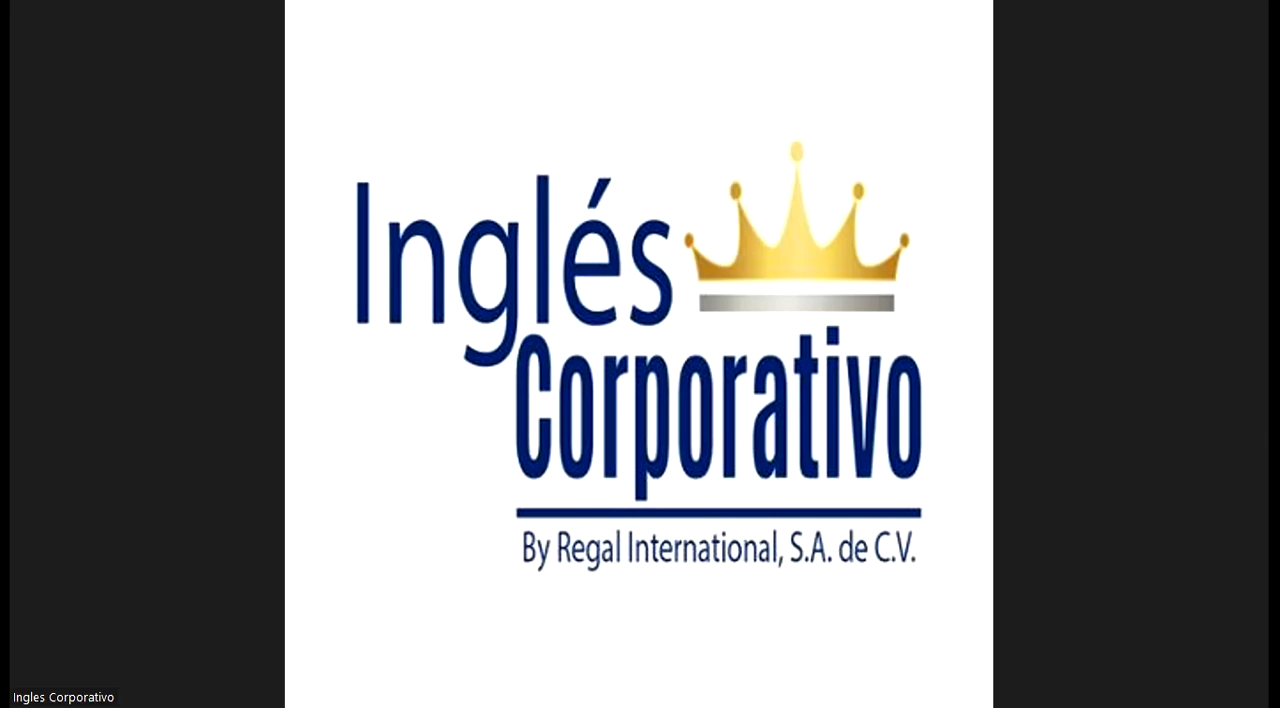 Inglés
Corporativo
By Regal International, S.A. de C.V.
Ingles Corporativo